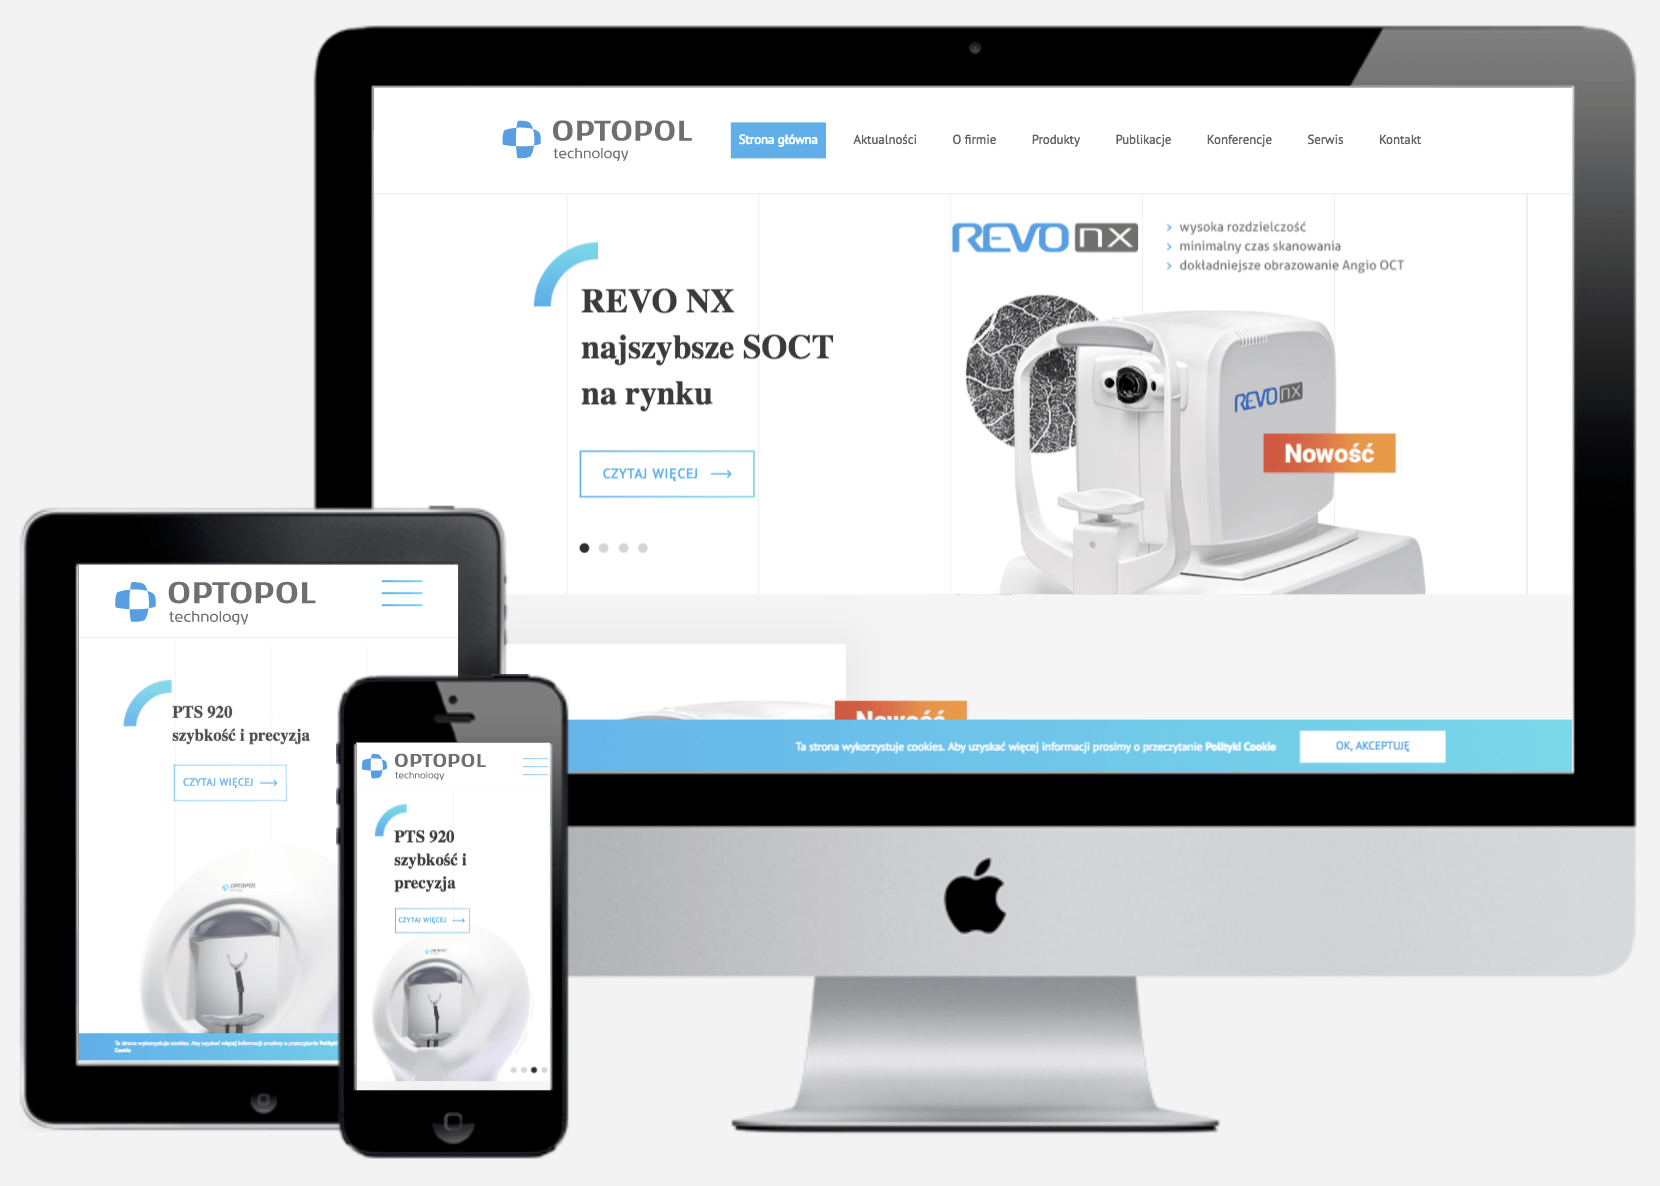 OPTOPOL
technology
Strona główna
Aktualności
O firmie
Produkty
Publikacje
Konferencje
Serwis
Kontakt
REVO NX
najszybsze SOCT
na rynku
CZYTAJ WIĘCEJ
REVO NX
wysoka rozdzielczość
minimalny czas skanowania
dokładniejsze obrazowanie Angio OCT
REVO NX
Nowość
Nowość
Ta strona wykorzystuje cookies. Aby uzyskać więcej informacji prosimy o przeczytanie Polityki Cookie
OK, AKCEPTUJĘ
OPTOPOL
technology
PTS 920
szybkość i precyzja
CZYTAJ WIĘCEJ
OPTOPOL
Ta strona wykorzystuje cookies. Aby uzyskać więcej informacji prosimy o przeczytanie Polityki
Cookie
OPTOPOL
technology
PTS 920
szybkość i
precyzja
CZYTAJ WIĘCEJ